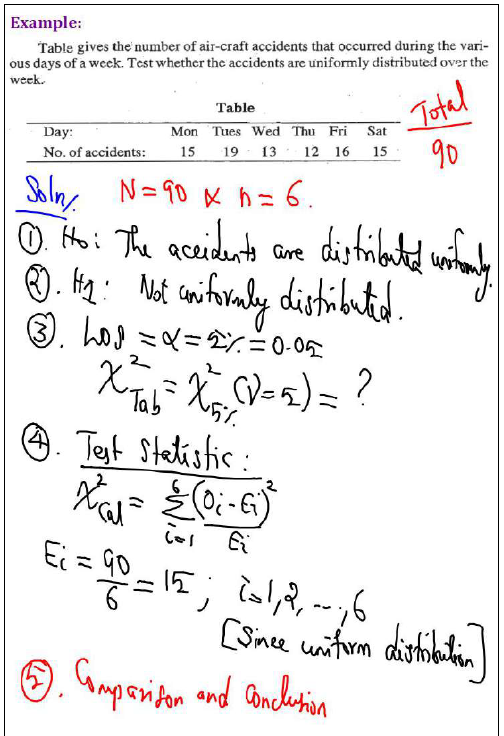 Example:
Table gives the number of air-craft accidents that occurred during the vari-
ous days of a week. Test whether the accidents are uniformly distributed over the
week.
Table
Day: Mon Tues Wed Thu Fri Sat
No. of accidents: 15 19 13 12 16 15
Total
90
Soln/ N = 90 & n = 6.
①. H₀: The accidents are distributed uniformly.
②. H1: Not uniformly distributed.
③. LOS = α = 5% = 0.05
χ²Tab = χ²5% (ν = 5) = ?
④. Test Statistic:
χ²Cal = Σ⁶ᵢ₌₁ (Oi - Ei)² / Ei
Ei = 90/6 = 15; i = 1, 2, ---, 6
[Since uniform distribution]
⑤. Comparison and Conclusion